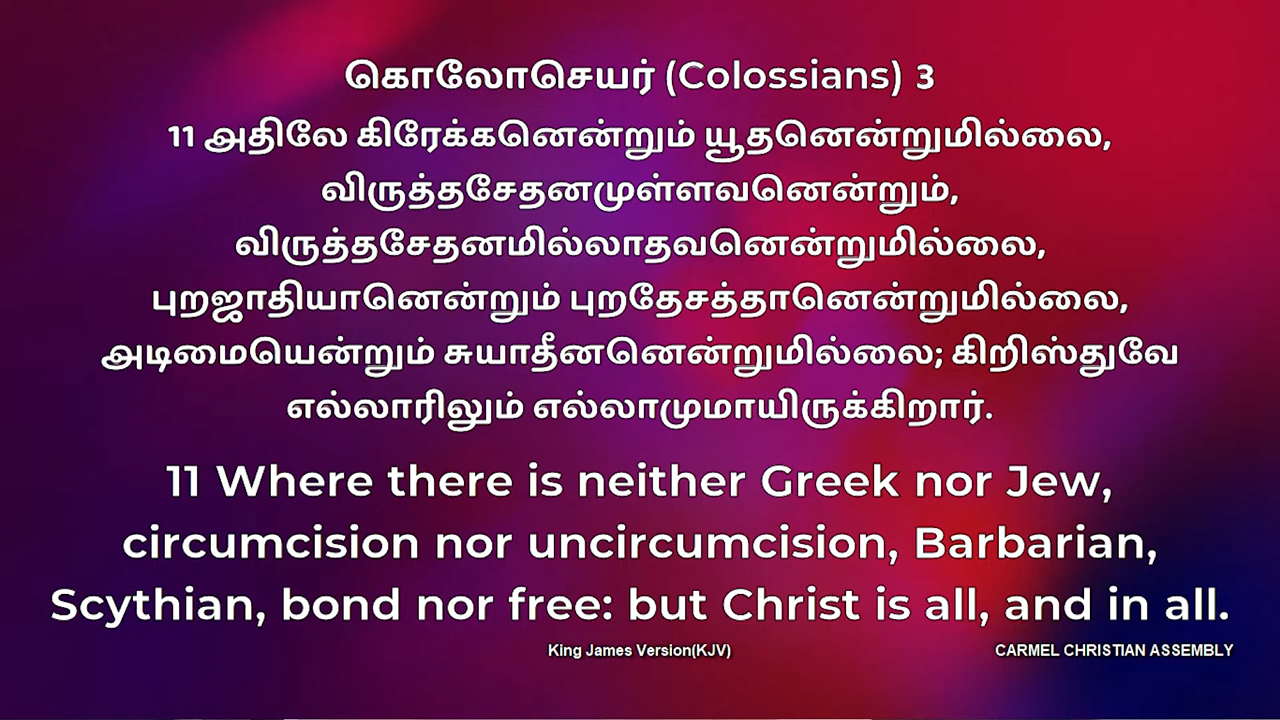 கொலோசெயர் (Colossians) 3
11 அதிலே கிரேக்கனென்றும் யூதனென்றுமில்லை,
விருத்தசேதனமுள்ளவனென்றும்,
விருத்தசேதனமில்லாதவனென்றுமில்லை,
புறஜாதியானென்றும் புறதேசத்தானென்றுமில்லை,
அடிமையென்றும் சுயாதீனனென்றுமில்லை; கிறிஸ்துவே
எல்லாரிலும் எல்லாமுமாயிருக்கிறார்.
11 Where there is neither Greek nor Jew,
circumcision nor uncircumcision, Barbarian,
Scythian, bond nor free: but Christ is all, and in all.
King James Version(KJV)
CARMEL CHRISTIAN ASSEMBLY